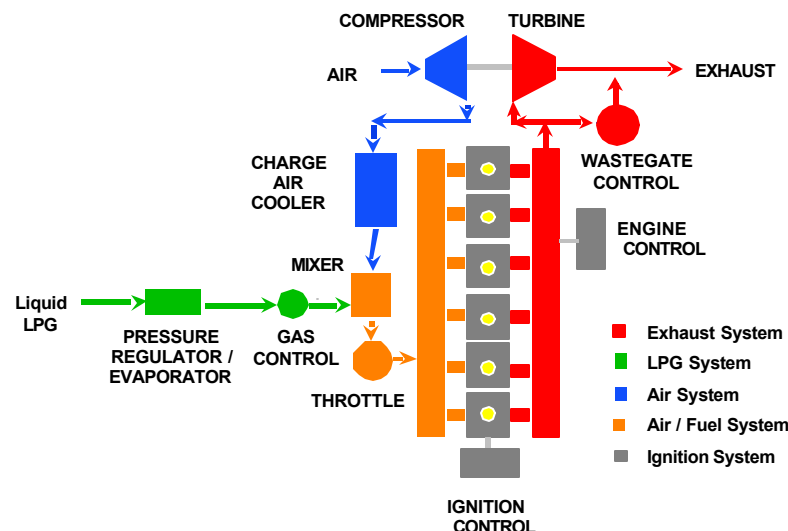 COMPRESSOR
TURBINE
AIR
EXHAUST
CHARGE
AIR
COOLER
WASTEGATE
CONTROL
ENGINE
CONTROL
MIXER
Liquid
LPG
PRESSURE
REGULATOR /
EVAPORATOR
GAS
CONTROL
THROTTLE
Exhaust System
LPG System
Air System
Air / Fuel System
Ignition System
IGNITION
CONTROL